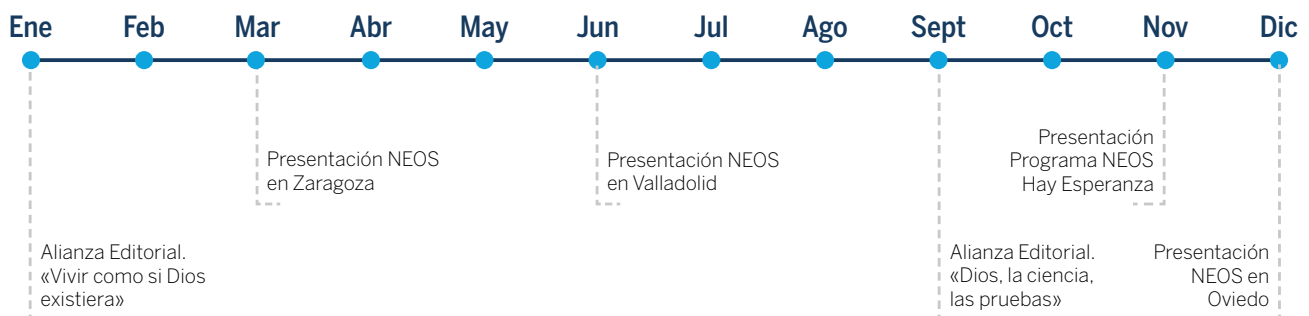 Ene Feb Mar Abr May Jun Jul Ago Sept Oct Nov Dic
Presentación NEOS
en Zaragoza
Presentación NEOS
en Valladolid
Presentación
Programa NEOS
Hay Esperanza
Alianza Editorial.
«Vivir como si Dios
existiera»
Alianza Editorial.
«Dios, la ciencia,
las pruebas»
Presentación
NEOS en
Oviedo